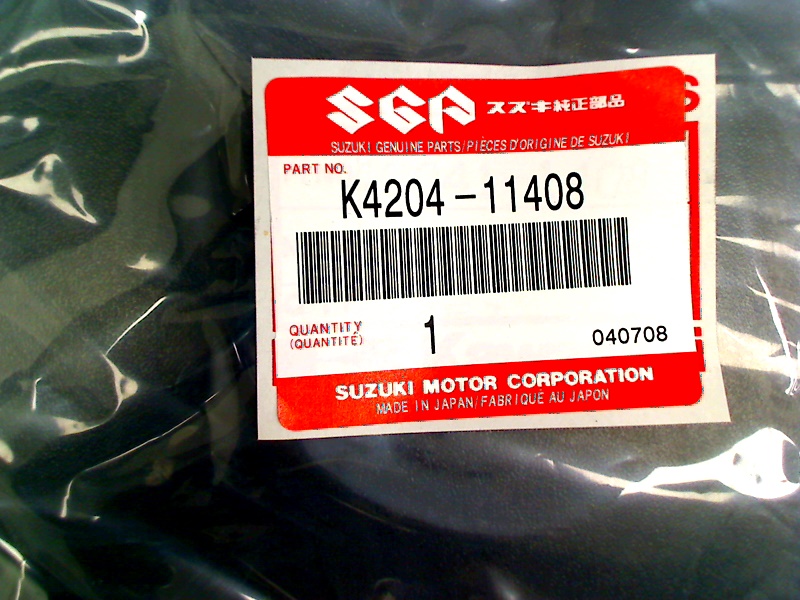 SGP スズキ純正部品
SUZUKI GENUINE PARTS/PIÈCES D'ORIGINE DE SUZUKI
PART NO.
K4204-11408
QUANTITY 1 040708
(QUANTITÉ)
SUZUKI MOTOR CORPORATION
MADE IN JAPAN/FABRIQUÉ AU JAPON